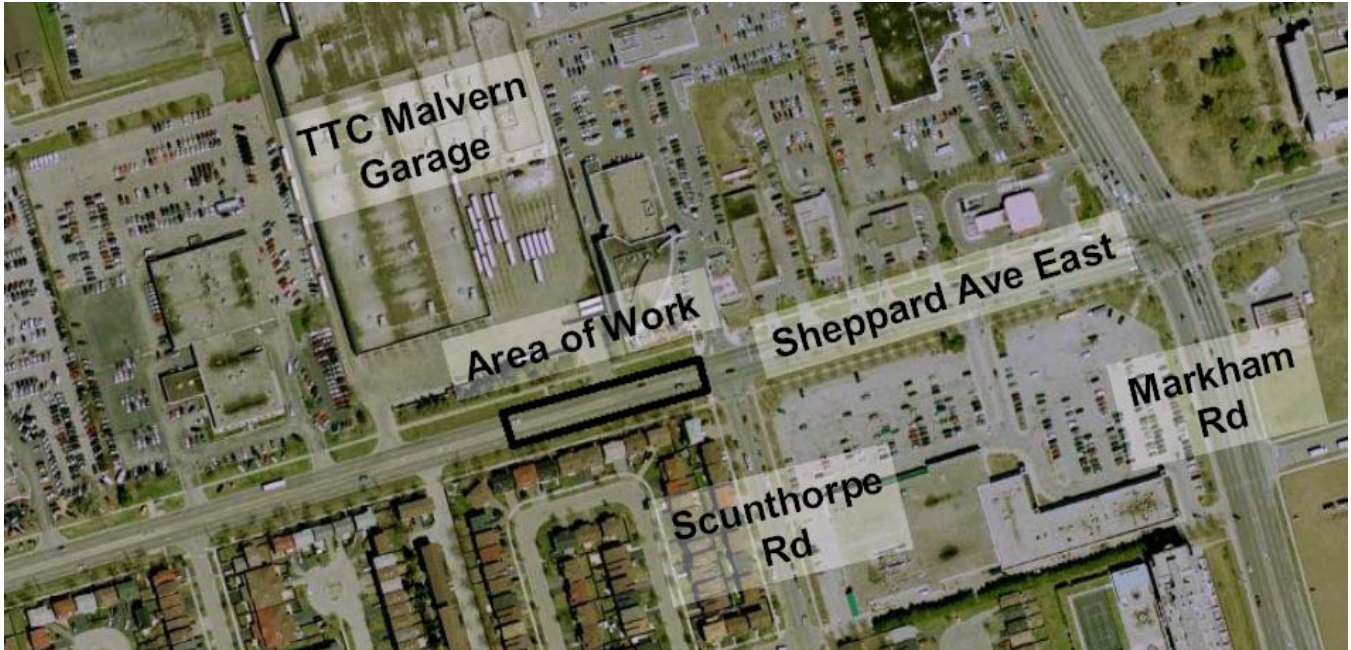 TTC Malvern
Garage
Area of Work
Sheppard Ave East
Markham
Rd
Scunthorpe
Rd